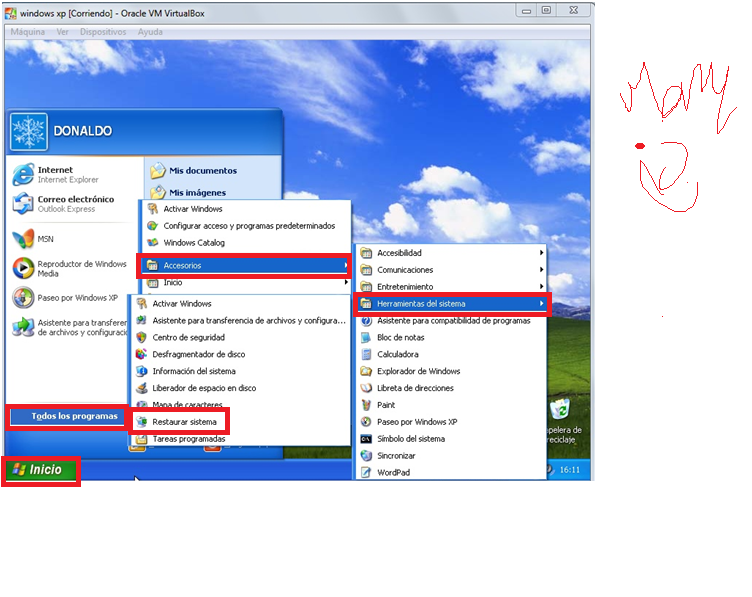 windows xp [Corriendo] - Oracle VM VirtualBox
Máquina Ver Dispositivos Ayuda
DONALDO
Internet
Internet Explorer
Correo electrónico
Outlook Express
MSN
Reproductor de Windows
Media
Paseo por Windows XP
Asistente para transferen
de archivos y configuracio
Todos los programas
Inicio
Mis documentos
Mis imágenes
Activar Windows
Configurar acceso y programas predeterminados
Windows Catalog
Accesorios
Inicio
Activar Windows
Asistente para transferencia de archivos y configura...
Centro de seguridad
Desfragmentador de disco
Información del sistema
Liberador de espacio en disco
Mapa de caracteres
Restaurar sistema
Tareas programadas
Accesibilidad
Comunicaciones
Entretenimiento
Herramientas del sistema
Asistente para compatibilidad de programas
Bloc de notas
Calculadora
Explorador de Windows
Libreta de direcciones
Paint
Paseo por Windows XP
Símbolo del sistema
Sincronizar
WordPad
apelera de
reciclaje
16:11